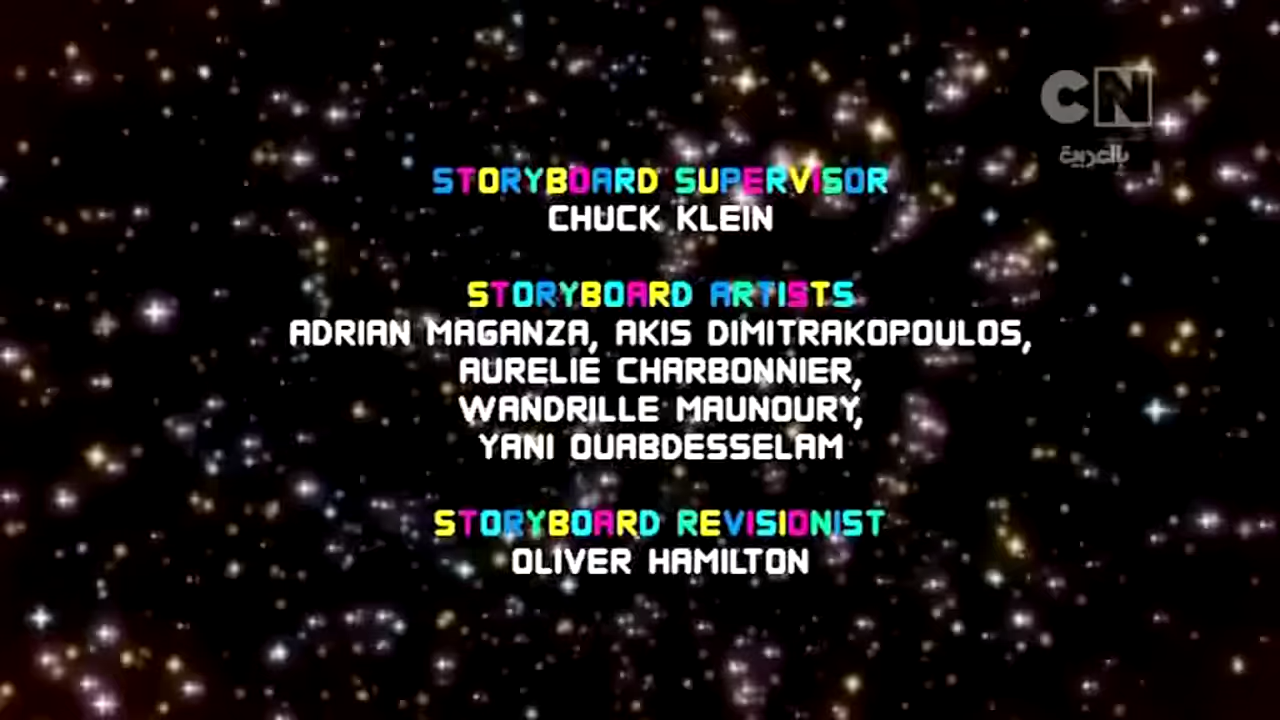 CN
بالعربية
STORYBOARD SUPERVISOR
CHUCK KLEIN
STORYBOARD ARTISTS
ADRIAN MAGANZA, AKIS DIMITRAKOPOULOS,
AURELIE CHARBONNIER,
WANDRILLE MAUNOURY,
YANI OUABDESSELAM
STORYBOARD REVISIONIST
OLIVER HAMILTON